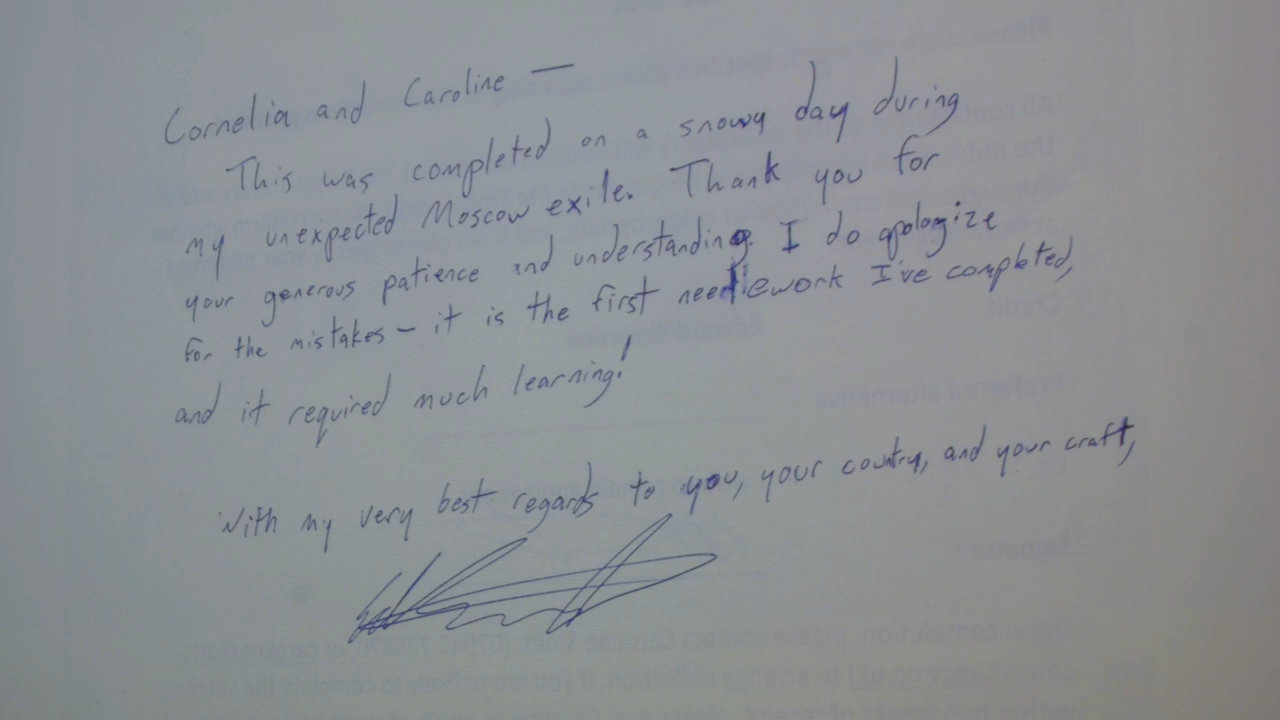 Cornelia and Caroline —
This was completed on a snowy day during
my unexpected Moscow exile. Thank you for
your generous patience and understanding. I do apologize
for the mistakes – it is the first needlework I've completed,
and it required much learning!
With my very best regards to you, your country, and your craft,